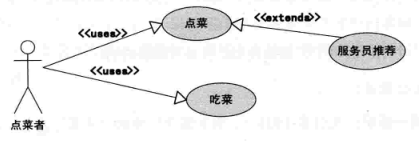 <<uses>>
点菜
<<extends>>
服务员推荐
<<uses>>
吃菜
点菜者